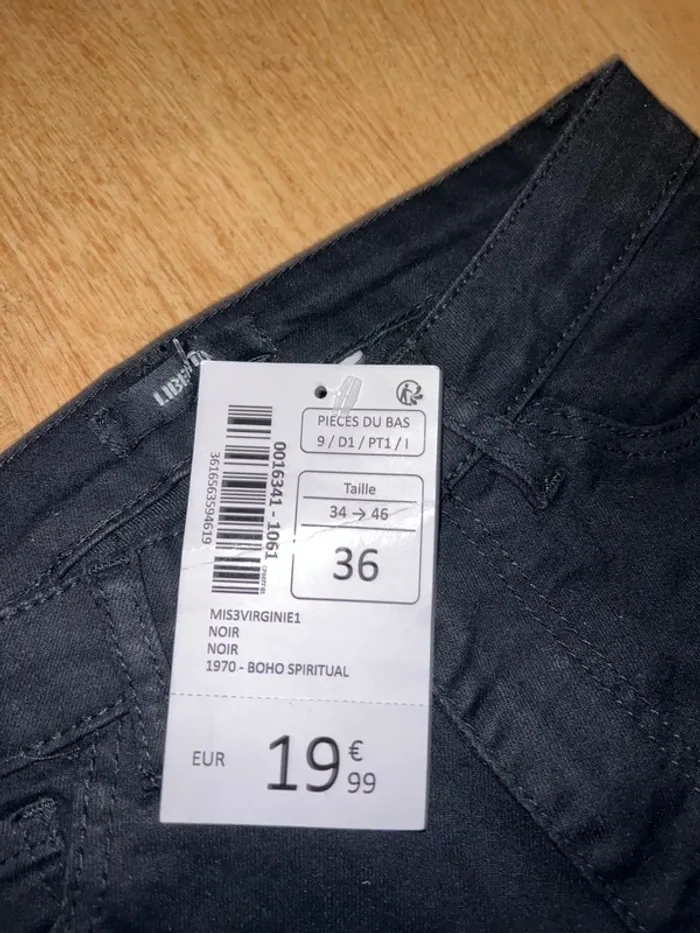 PIECES DU BAS
9 / D1 / PT1 / I
Taille
34 → 46
36
0016341 - 1061
3616563594619
MIS3VIRGINIE1
NOIR
NOIR
1970 - BOHO SPIRITUAL
EUR 19 € 99